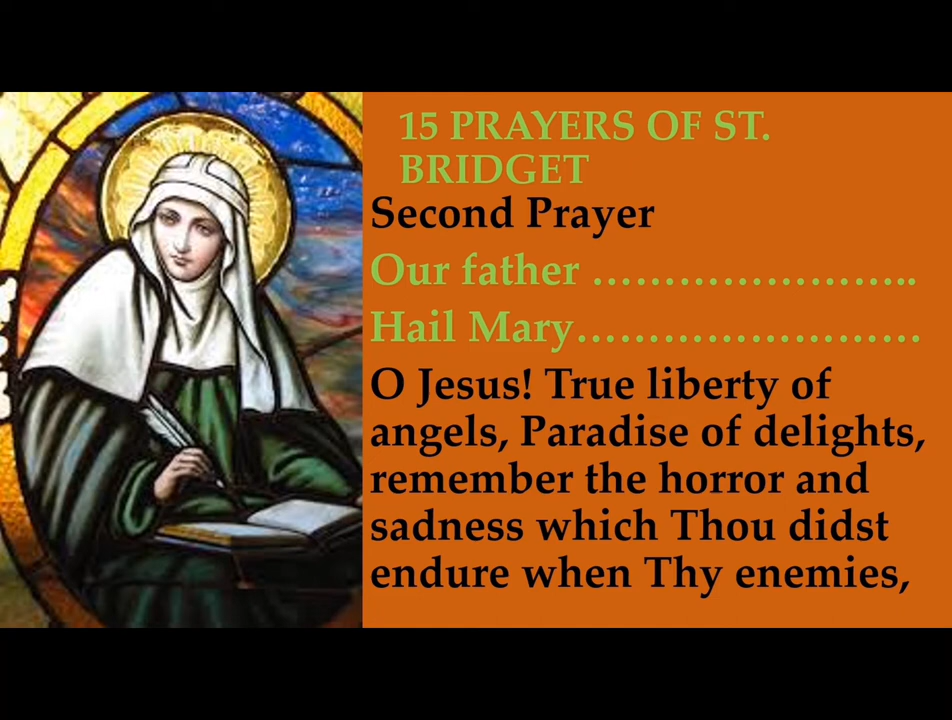 15 PRAYERS OF ST.
BRIDGET
Second Prayer
Our father ……………………..
Hail Mary……………………
O Jesus! True liberty of
angels, Paradise of delights,
remember the horror and
sadness which Thou didst
endure when Thy enemies,